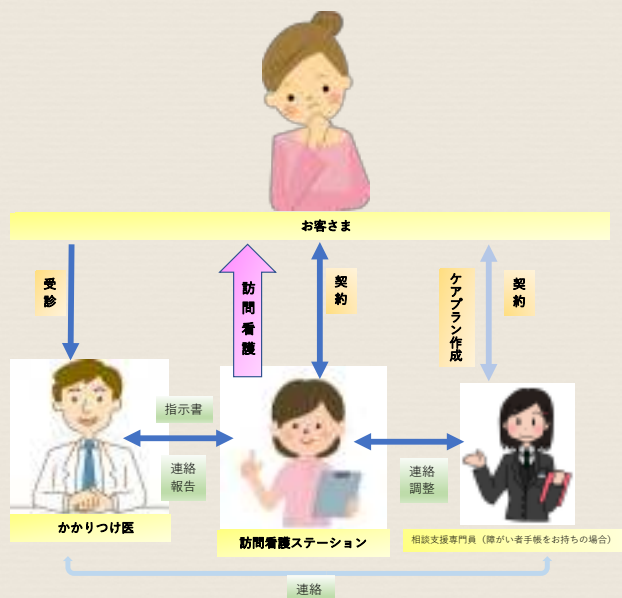 お客さま
受診
訪問看護
契約
ケアプラン作成
契約
指示書
連絡
報告
連絡
調整
かかりつけ医
訪問看護ステーション
相談支援専門員（障がい者手帳をお持ちの場合）
連絡